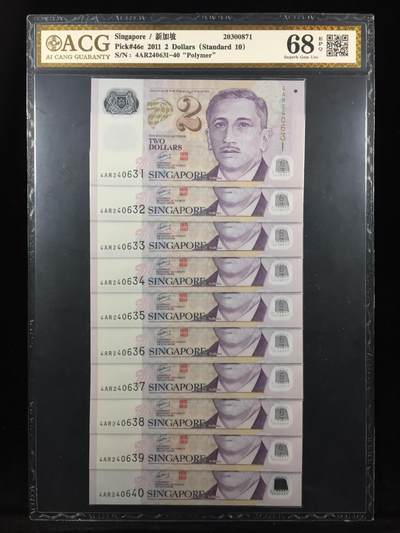 ACG
AI CANG GUARANTY
Singapore / 新加坡 20300871
Pick#46e 2011 2 Dollars (Standard 10)
S/N: 4AR240631-40 "Polymer"
68 EPQ
Superb Gem Unc
2
TWO
DOLLARS
4AR240631
4AR240631 SINGAPORE
4AR240632 SINGAPORE
4AR240633 SINGAPORE
4AR240634 SINGAPORE
4AR240635 SINGAPORE
4AR240636 SINGAPORE
4AR240637 SINGAPORE
4AR240638 SINGAPORE
4AR240639 SINGAPORE
4AR240640 SINGAPORE